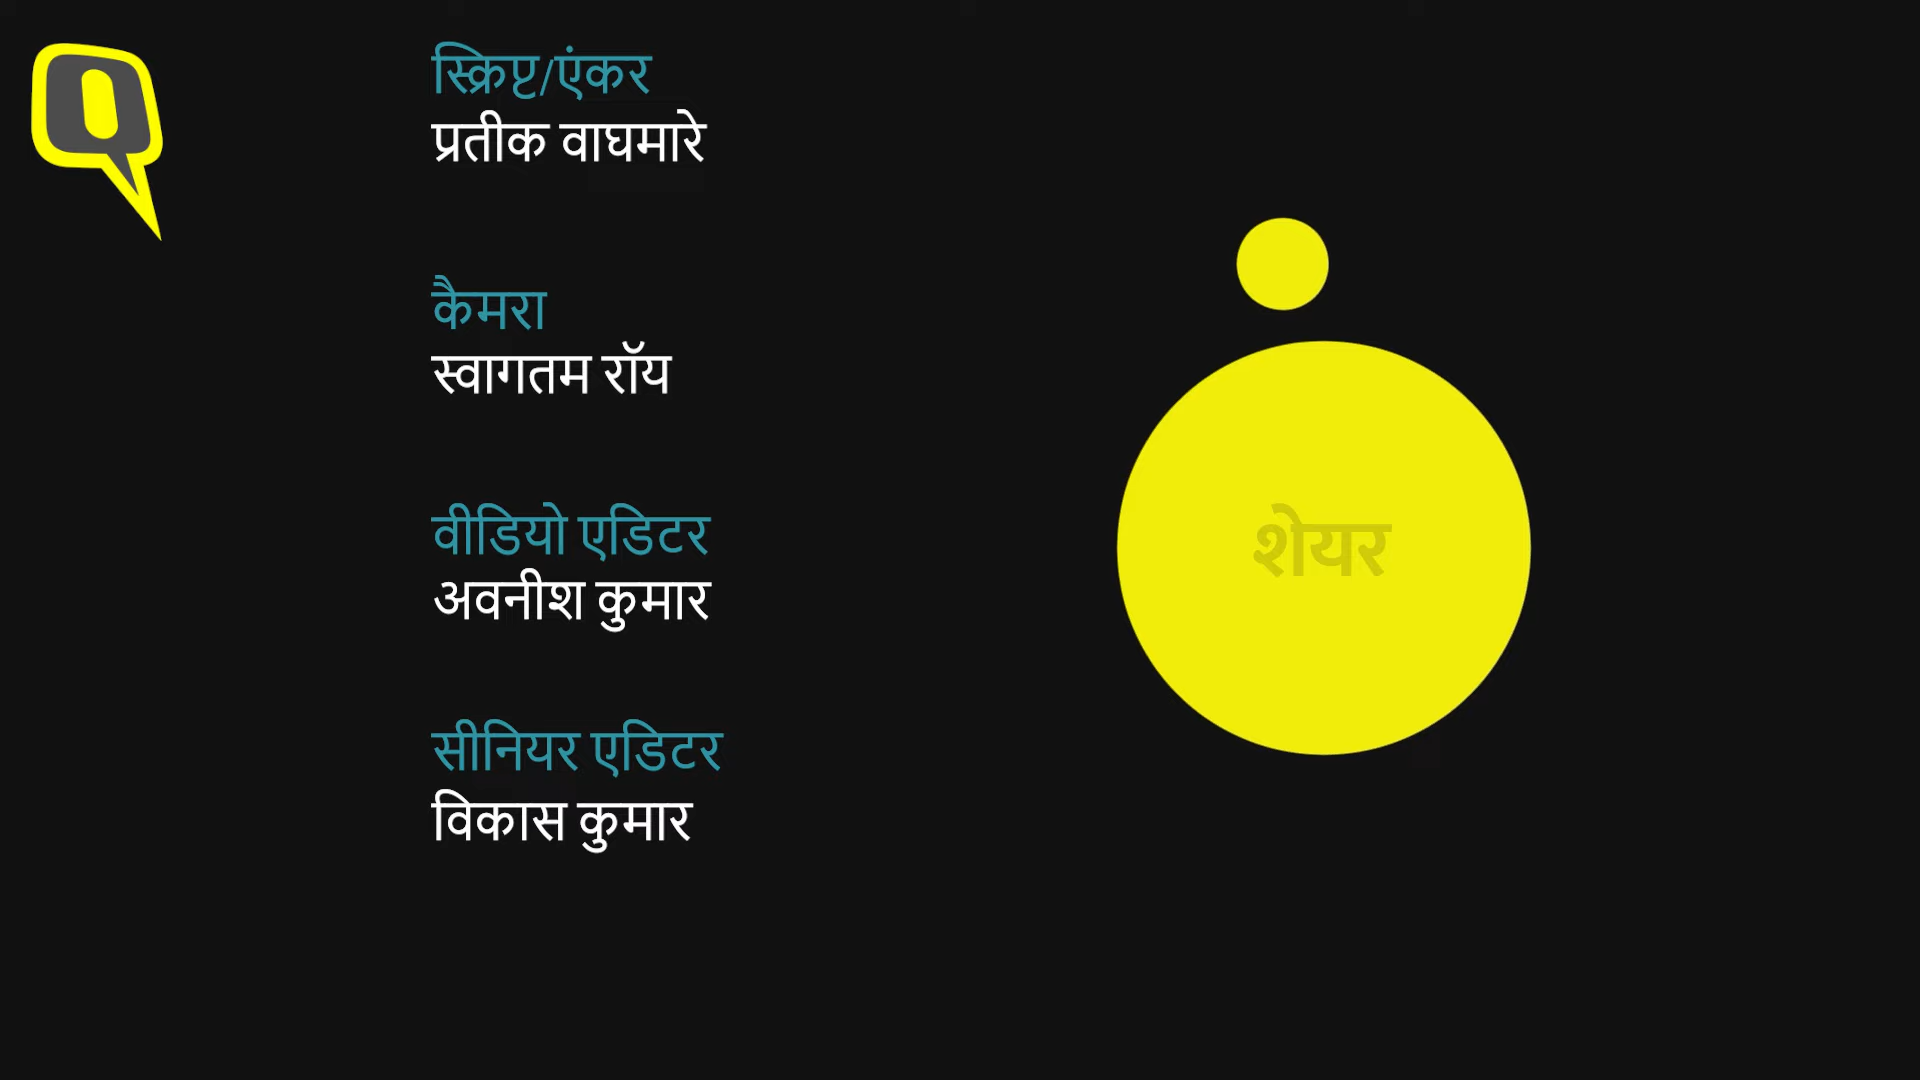 स्क्रिप्ट/एंकर
प्रतीक वाघमारे
कैमरा
स्वागतम रॉय
वीडियो एडिटर
अवनीश कुमार
सीनियर एडिटर
विकास कुमार
शेयर